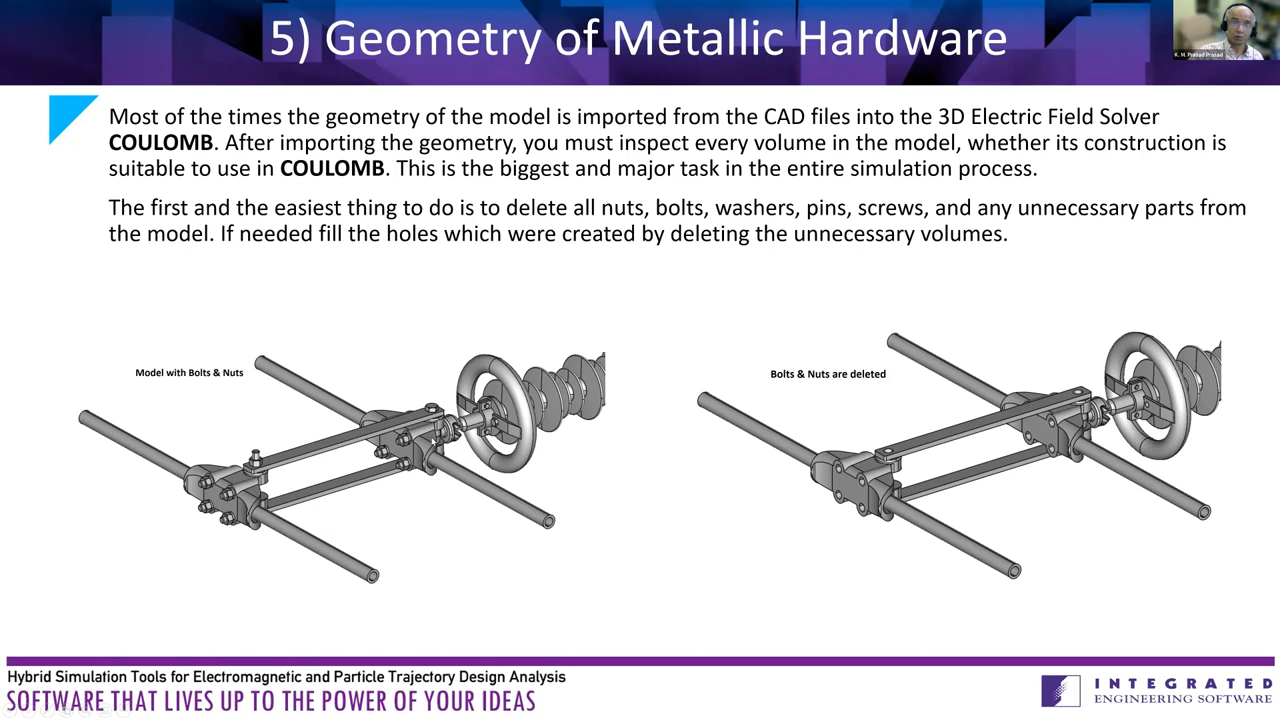 5) Geometry of Metallic Hardware
K. M. Prasad Prasad
Most of the times the geometry of the model is imported from the CAD files into the 3D Electric Field Solver
COULOMB. After importing the geometry, you must inspect every volume in the model, whether its construction is
suitable to use in COULOMB. This is the biggest and major task in the entire simulation process.
The first and the easiest thing to do is to delete all nuts, bolts, washers, pins, screws, and any unnecessary parts from
the model. If needed fill the holes which were created by deleting the unnecessary volumes.
Model with Bolts & Nuts
Bolts & Nuts are deleted
Hybrid Simulation Tools for Electromagnetic and Particle Trajectory Design Analysis
SOFTWARE THAT LIVES UP TO THE POWER OF YOUR IDEAS
INTEGRATED
ENGINEERING SOFTWARE